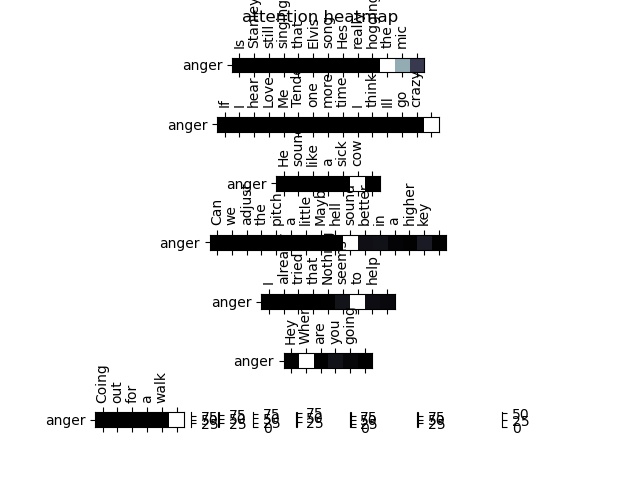 attention heatmap
Is Stanley still singing that Elvis song Hes really hogging the mic
anger
If I hear Love Me Tender one more time I think Ill go crazy
anger
He sound like a sick cow
anger
Can we adjust the pitch a little Maybe hell sound better in a higher key
anger
I already tried that Nothing seems to help
anger
Hey Where are you going
anger
Coing out for a walk
anger
75 75 75 75 75 75 50
50 50 50 50 50 25
25 25 25 25 25 25 0
0 0